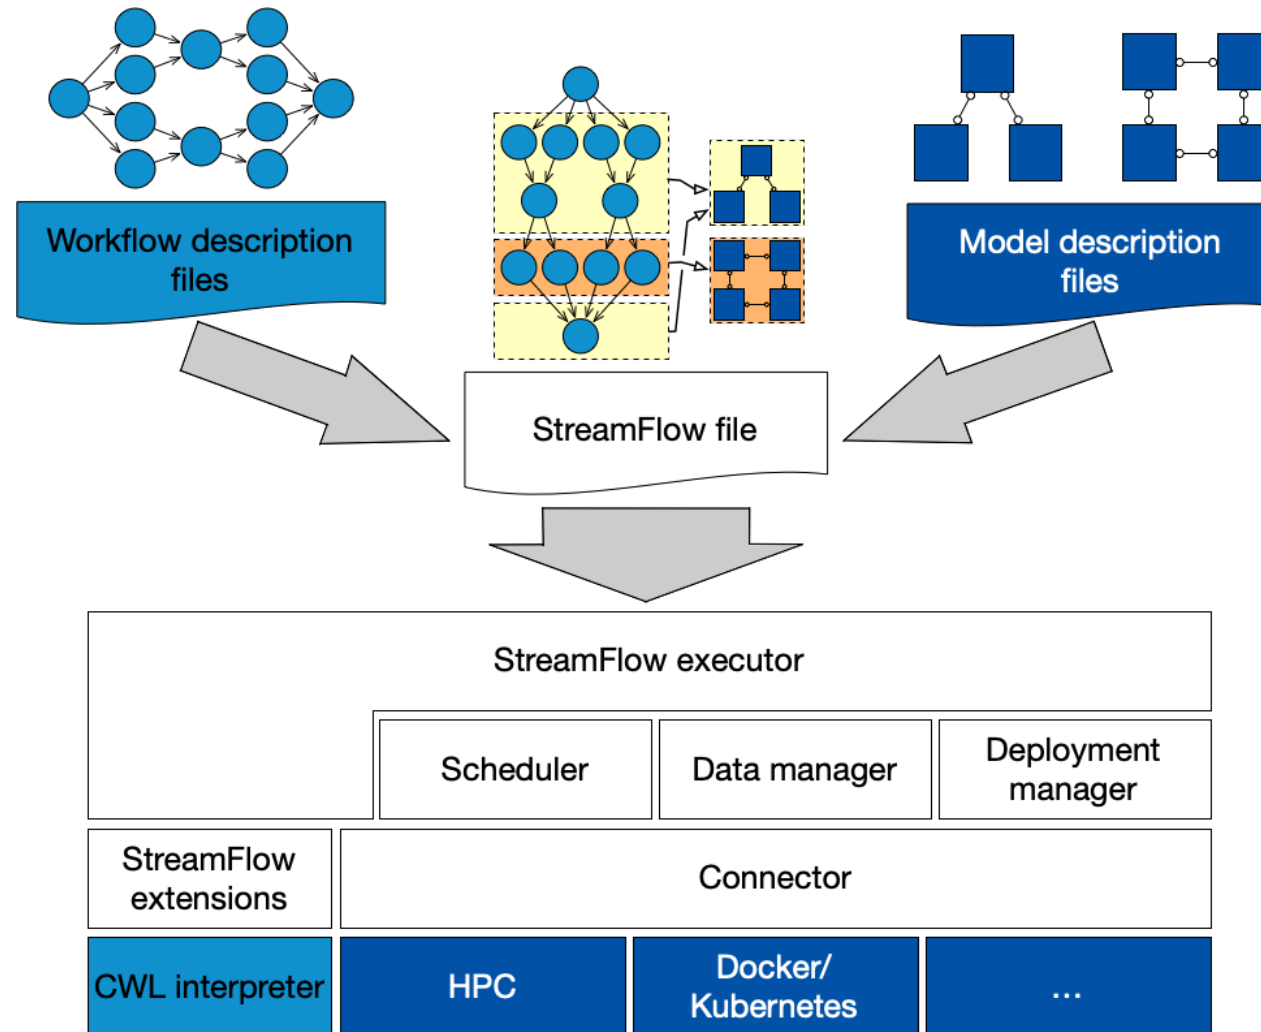 Workflow description
files
Model description
files
StreamFlow file
StreamFlow executor
Scheduler
Data manager
Deployment
manager
StreamFlow
extensions
Connector
CWL interpreter
HPC
Docker/
Kubernetes
...